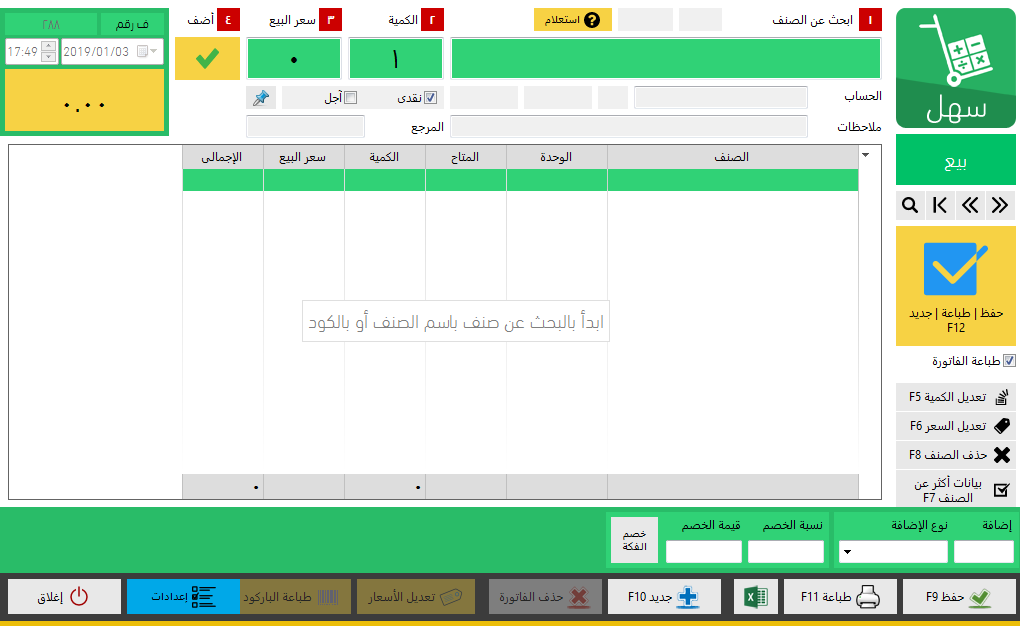 سهل
١ ابحث عن الصنف
استعلام
٢ الكمية
٣ سعر البيع
٤ أضف
ف رقم
٢٨٨
2019/01/03
17:49
١
٠
٠.٠٠
الحساب
نقدى
آجل
ملاحظات
المرجع
بيع
الصنف
الوحدة
المتاح
الكمية
سعر البيع
الإجمالى
ابدأ بالبحث عن صنف باسم الصنف أو بالكود
٠
٠
حفظ | طباعة | جديد
F12
طباعة الفاتورة
تعديل الكمية F5
تعديل السعر F6
حذف الصنف F8
بيانات أكثر عن
الصنف F7
إضافة
نوع الإضافة
نسبة الخصم
قيمة الخصم
خصم
الفكة
حفظ F9
طباعة F11
جديد F10
حذف الفاتورة
تعديل الأسعار
طباعة الباركود
إعدادات
إغلاق